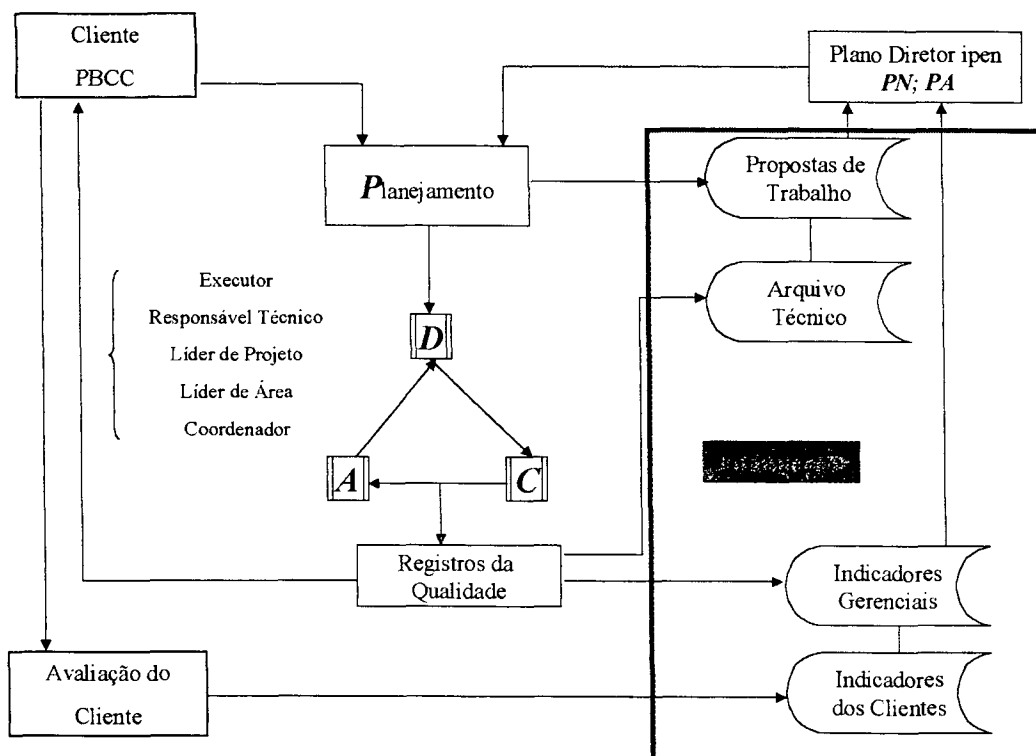 Cliente
PBCC
Plano Diretor ipen
PN; PA
Planejamento
Propostas de
Trabalho
Executor
Responsável Técnico
Líder de Projeto
Líder de Área
Coordenador
Arquivo
Técnico
D
A
C
Registros da
Qualidade
Indicadores
Gerenciais
Avaliação do
Cliente
Indicadores
dos Clientes